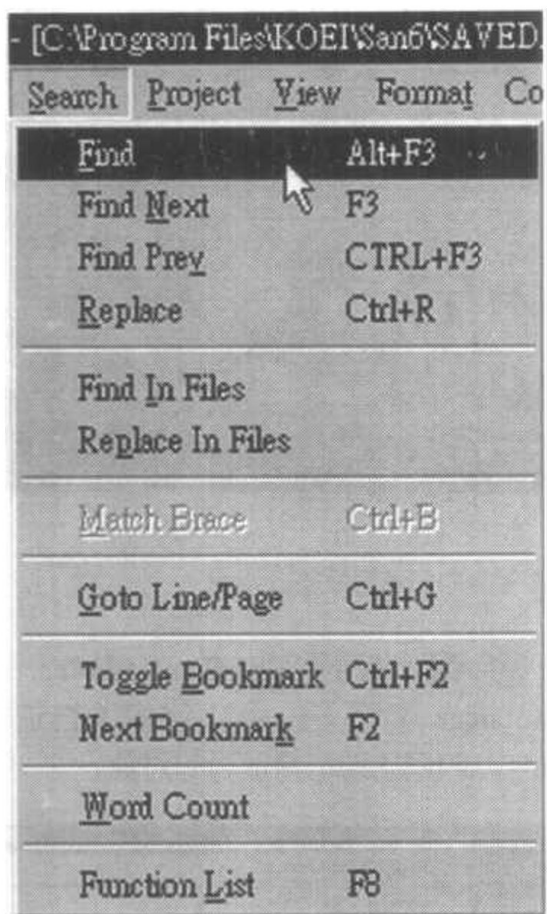 - [C:\Program Files\KOEI\San6\SAVED.
Search Project View Format Co
Find Alt+F3
Find Next F3
Find Prev CTRL+F3
Replace Ctrl+R
Find In Files
Replace In Files
Match Brace Ctrl+B
Goto Line/Page Ctrl+G
Toggle Bookmark Ctrl+F2
Next Bookmark F2
Word Count
Function List F8